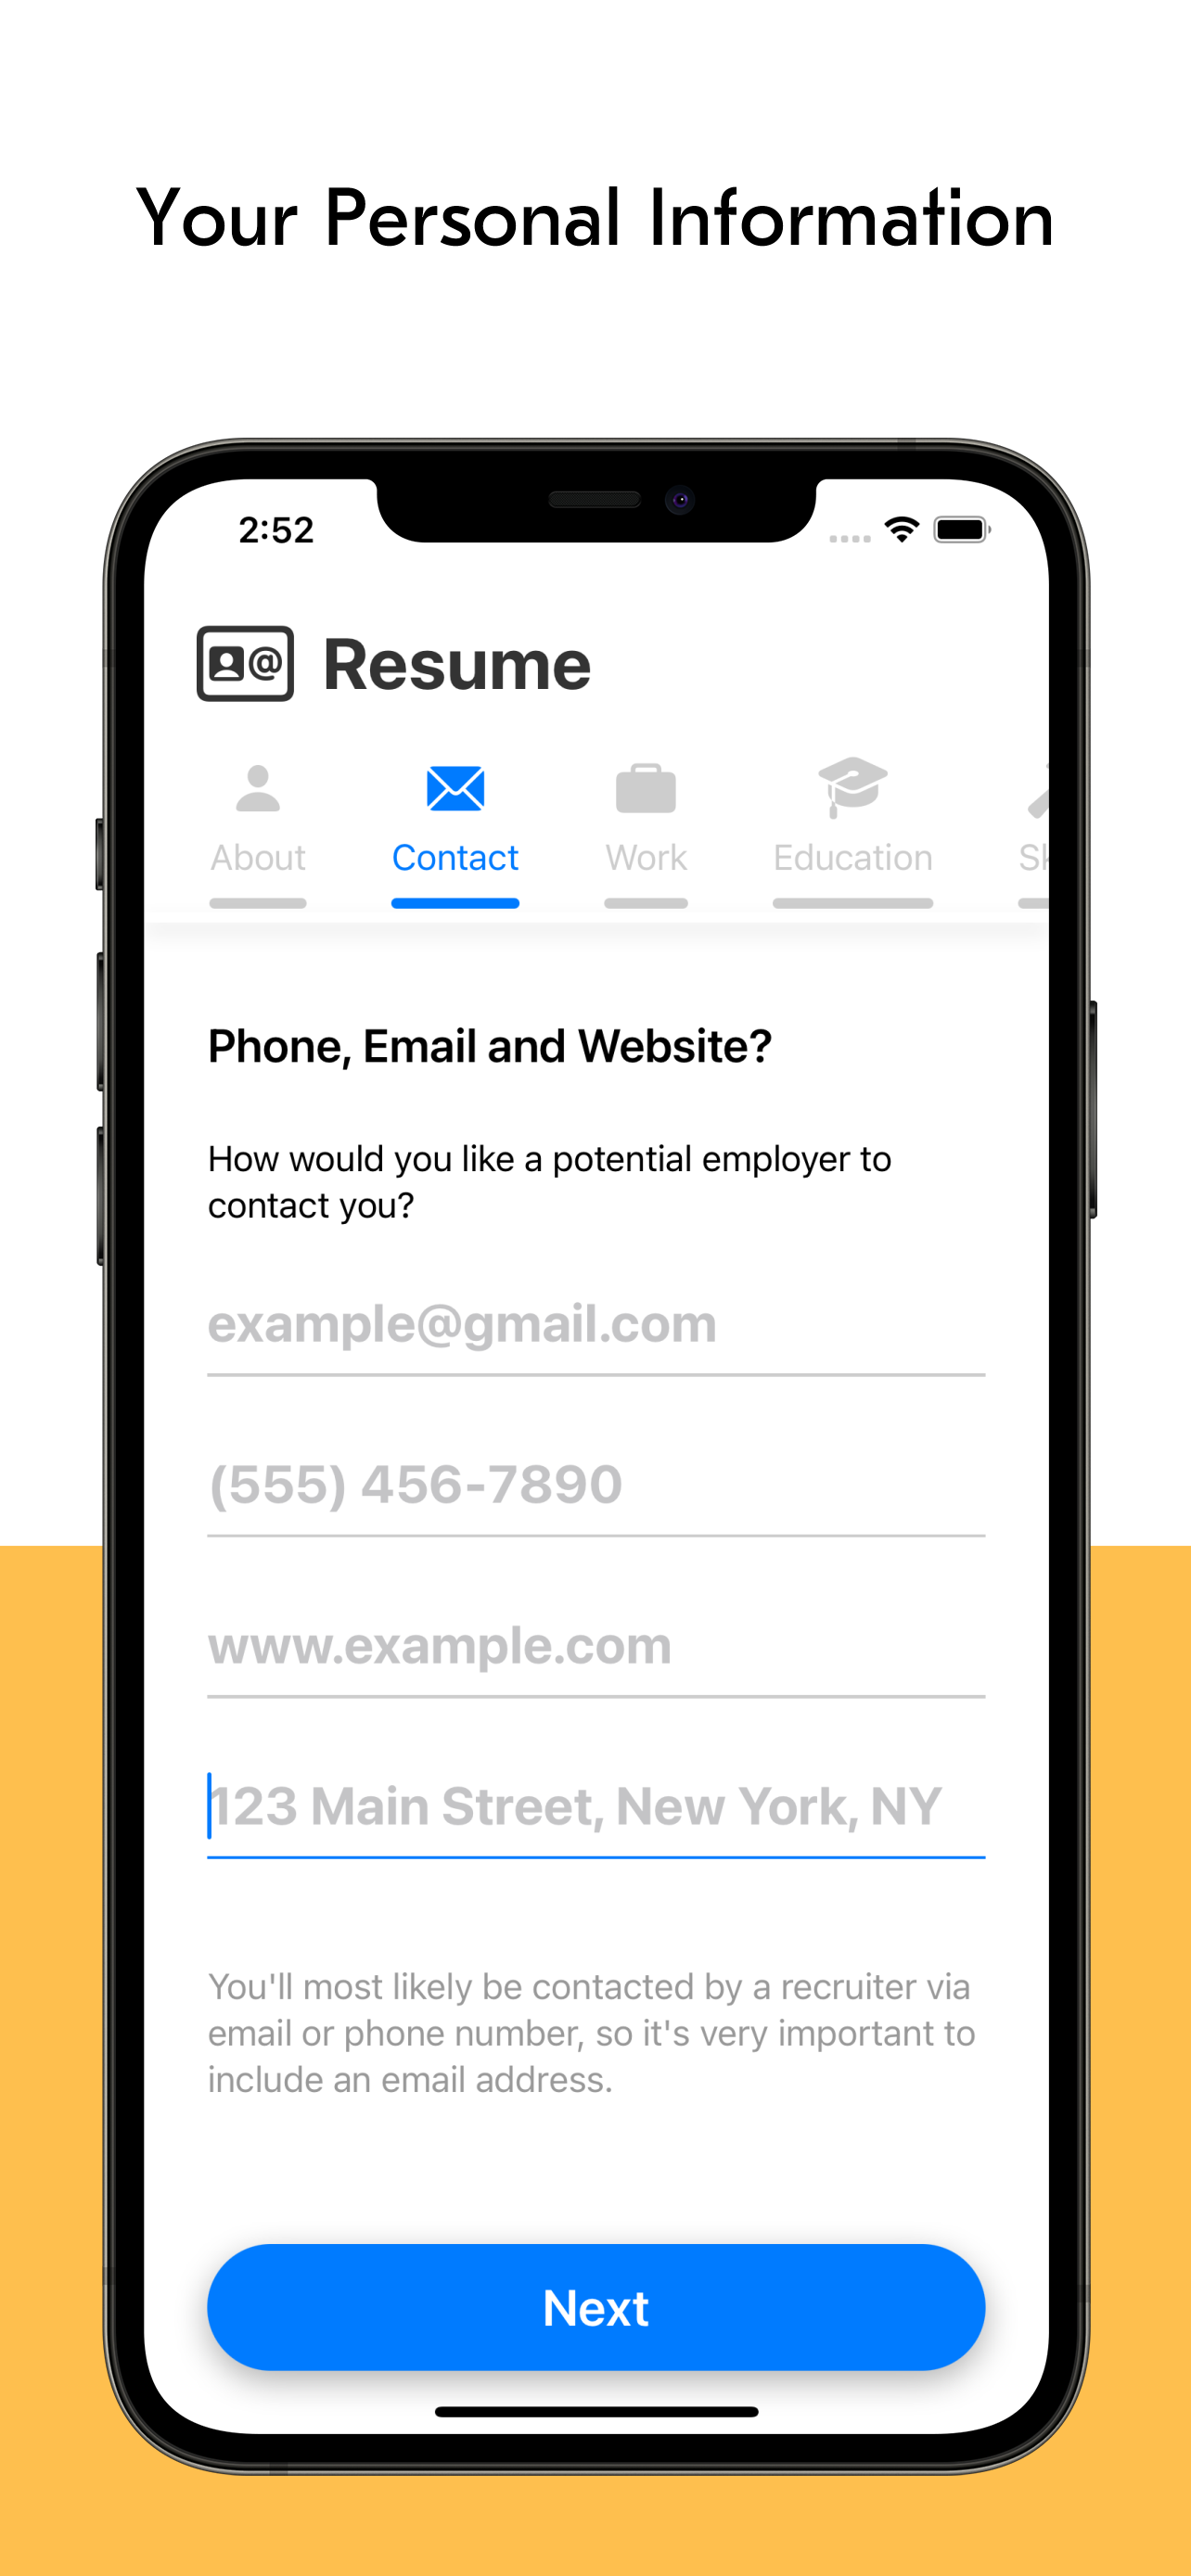 Your Personal Information
2:52
@ Resume
About Contact Work Education
Phone, Email and Website?
How would you like a potential employer to
contact you?
example@gmail.com
(555) 456-7890
www.example.com
123 Main Street, New York, NY
You'll most likely be contacted by a recruiter via
email or phone number, so it's very important to
include an email address.
Next